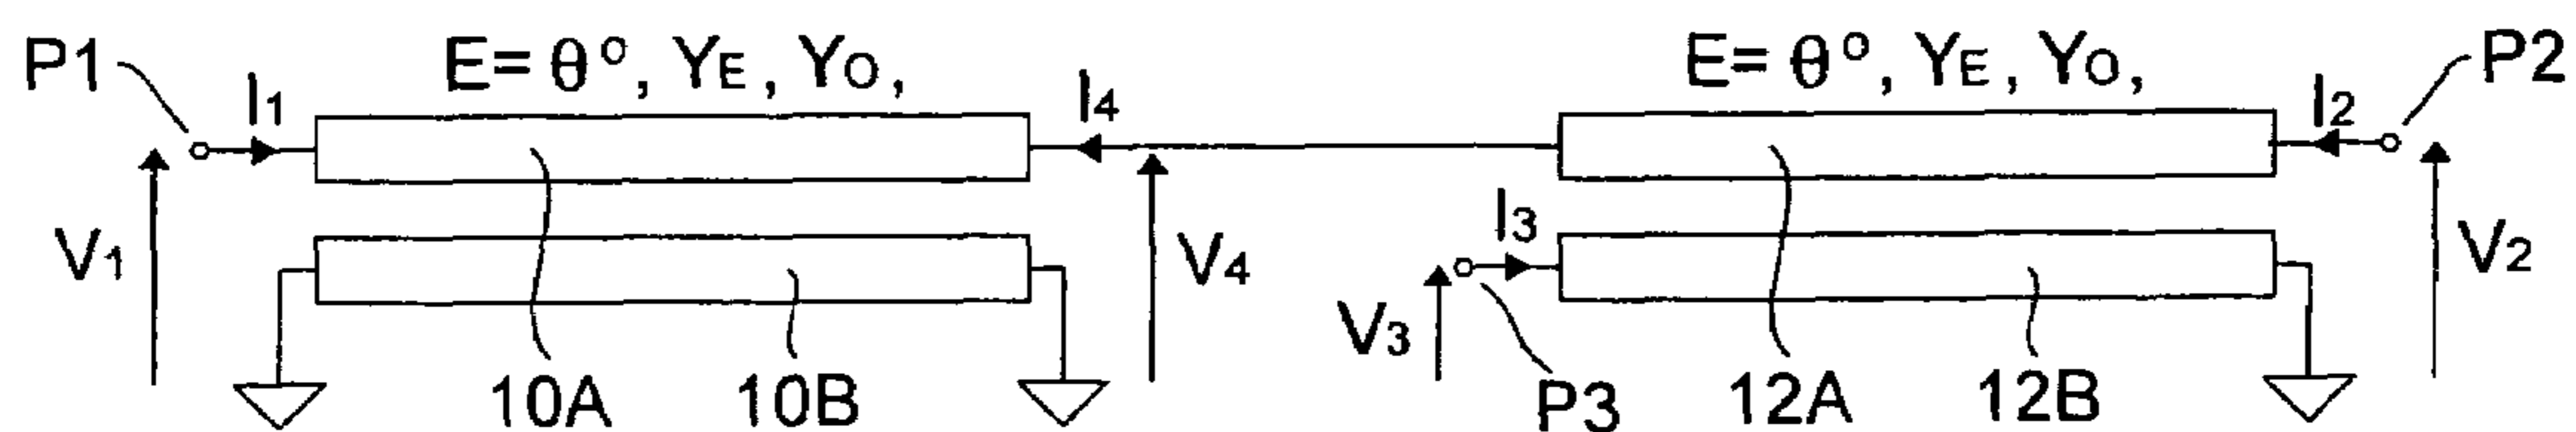 P1 I1 E= θ°, YE, YO, I4 E= θ°, YE, YO, I2 P2
V1 V4 I3 V2
V3
10A 10B P3 12A 12B